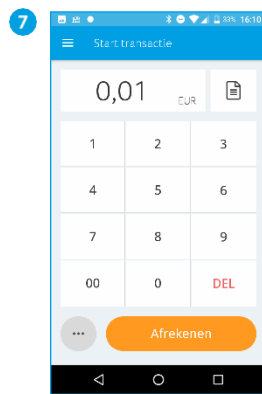 7
33% 16:10
Start transactie
0,01 EUR
1 2 3
4 5 6
7 8 9
00 0 DEL
... Afrekenen